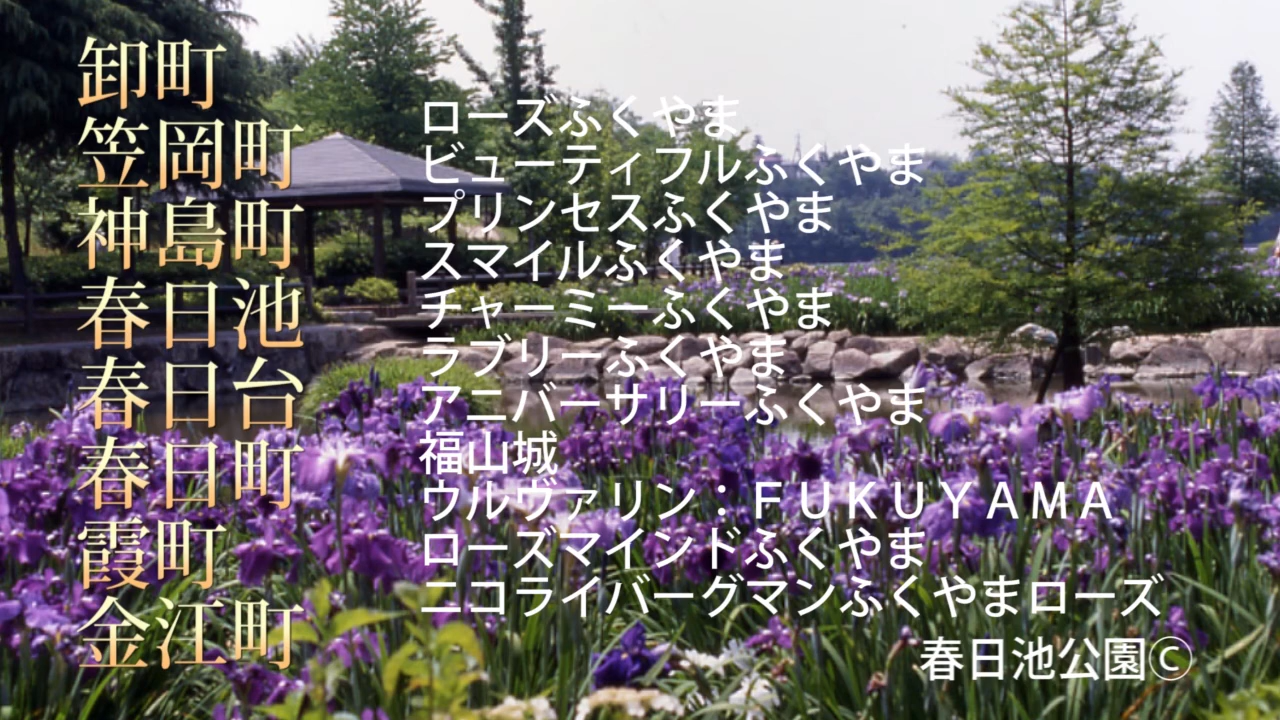 卸町
笠岡町
神島町
春日池
春日台
春日町
霞町
金江町
ローズふくやま
ビューティフルふくやま
プリンセスふくやま
スマイルふくやま
チャーミーふくやま
ラブリーふくやま
アニバーサリーふくやま
福山城
ウルヴァリン：ＦＵＫＵＹＡＭＡ
ローズマインドふくやま
ニコライバーグマンふくやまローズ
春日池公園Ⓒ